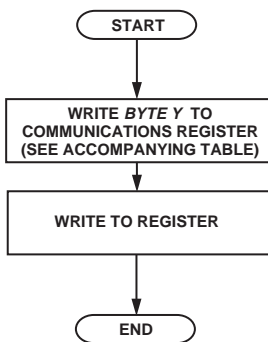 START
WRITE BYTE Y TO
COMMUNICATIONS REGISTER
(SEE ACCOMPANYING TABLE)
WRITE TO REGISTER
END